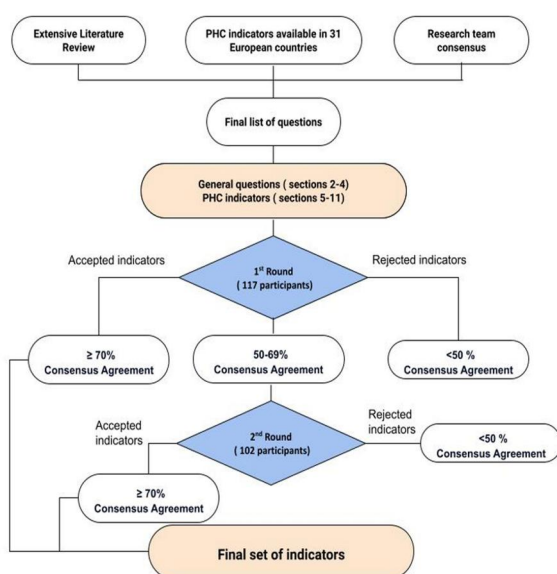 Extensive Literature
Review
PHC indicators available in 31
European countries
Research team
consensus
Final list of questions
General questions ( sections 2-4)
PHC indicators ( sections 5-11)
Accepted indicators
1st Round
( 117 participants)
Rejected indicators
≥ 70%
Consensus Agreement
50-69%
Consensus Agreement
<50 %
Consensus Agreement
Accepted
indicators
2nd Round
( 102 participants)
Rejected
indicators
<50 %
Consensus Agreement
≥ 70%
Consensus Agreement
Final set of indicators